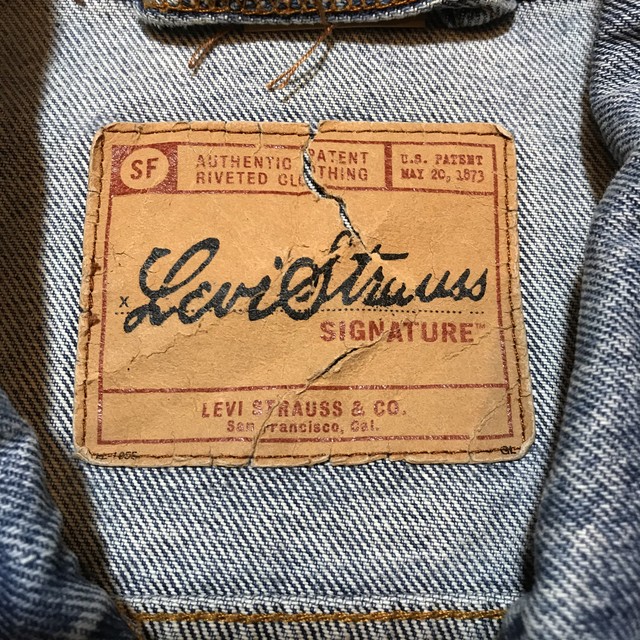 SF
AUTHENTIC PATENT
RIVETED CLOTHING
U.S. PATENT
MAY 20, 1873
x Levi Strauss
SIGNATURE™
LEVI STRAUSS & CO.
San Francisco, Cal.